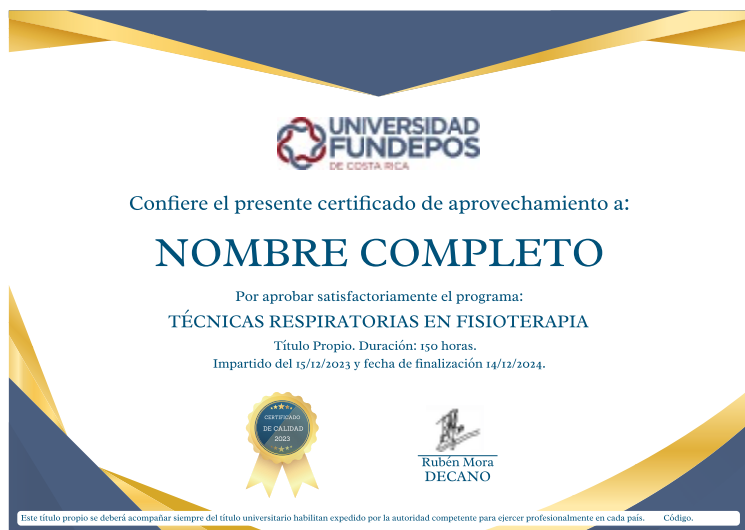 UNIVERSIDAD
FUNDEPOS
DE COSTA RICA
Confiere el presente certificado de aprovechamiento a:
NOMBRE COMPLETO
Por aprobar satisfactoriamente el programa:
TÉCNICAS RESPIRATORIAS EN FISIOTERAPIA
Título Propio. Duración: 150 horas.
Impartido del 15/12/2023 y fecha de finalización 14/12/2024.
CERTIFICADO
DE CALIDAD
2023
Rubén Mora
DECANO
Este título propio se deberá acompañar siempre del título universitario habilitan expedido por la autoridad competente para ejercer profesionalmente en cada país. Código.